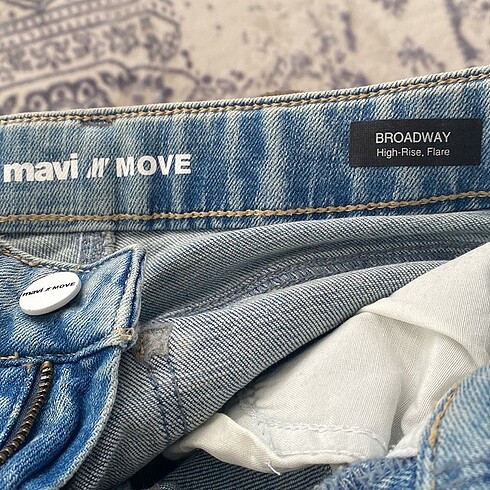 mavi /// MOVE
BROADWAY
High-Rise, Flare
mavi /// MOVE